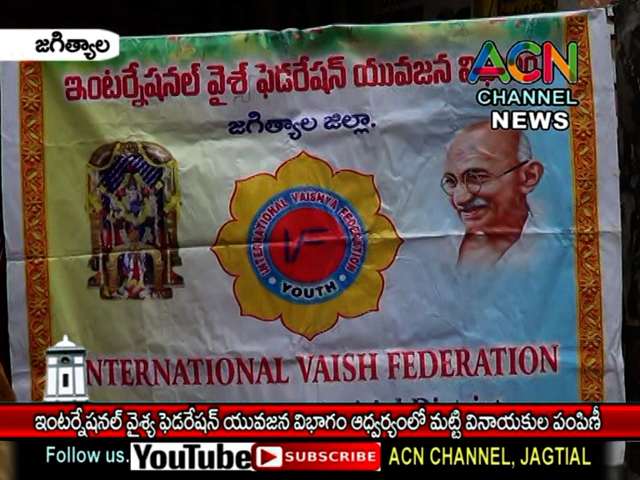 జగిత్యాల
ఇంటర్నేషనల్ వైశ్య ఫెడరేషన్ యువజన
ACN
CHANNEL
NEWS
జగిత్యాల జిల్లా.
INTERNATIONAL VAISHYA FEDERATION
VF
YOUTH
INTERNATIONAL VAISH FEDERATION
ఇంటర్నేషనల్ వైశ్య ఫెడరేషన్ యువజన విభాగం ఆధ్వర్యంలో మట్టి వినాయకుల పంపిణీ
Follow us. YouTube SUBSCRIBE ACN CHANNEL, JAGTIAL